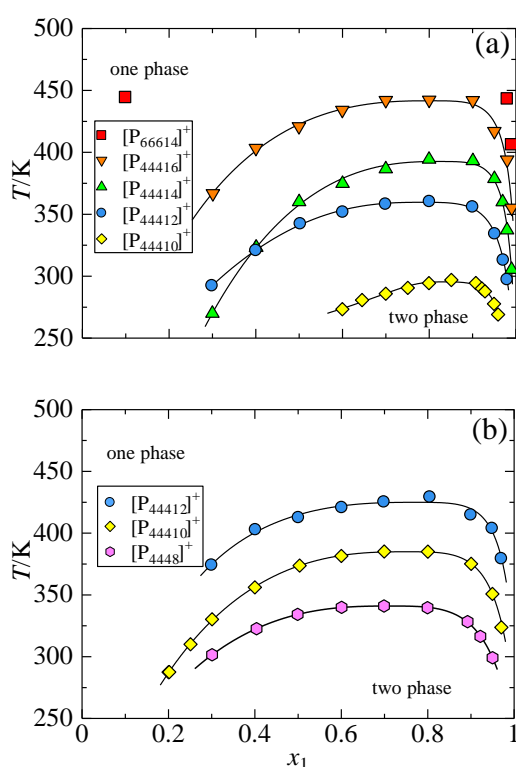 500
(a)
one phase
450
[P66614]+
400
[P44416]+
[P44414]+
350
[P44412]+
[P44410]+
300
two phase
250
T/K
500
(b)
one phase
450
[P44412]+
400
[P44410]+
[P4448]+
350
300
two phase
250
T/K
0 0.2 0.4 0.6 0.8 1
x1